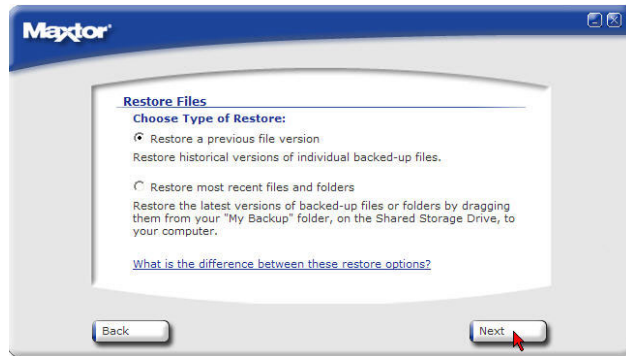 Maxtor
Restore Files
Choose Type of Restore:
Restore a previous file version
Restore historical versions of individual backed-up files.
Restore most recent files and folders
Restore the latest versions of backed-up files or folders by dragging
them from your "My Backup" folder, on the Shared Storage Drive, to
your computer.
What is the difference between these restore options?
Back
Next